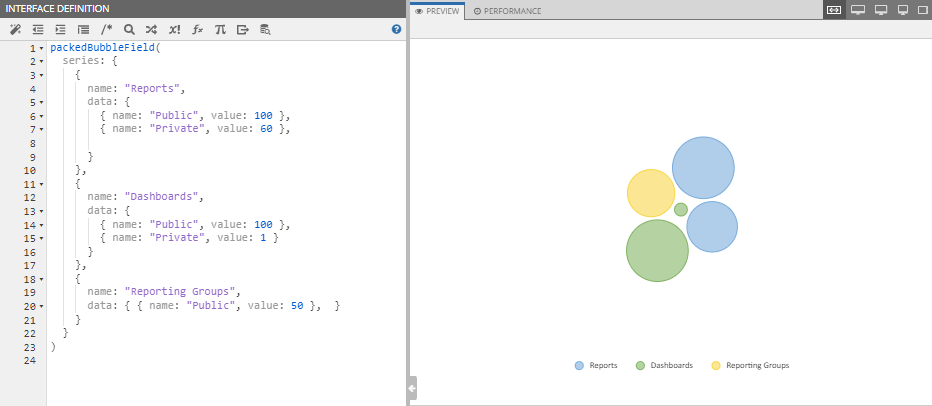 INTERFACE DEFINITION
PREVIEW
PERFORMANCE
/* x! fx π ?
1 packedBubbleField(
2 series: {
3 {
4 name: "Reports",
5 data: {
6 { name: "Public", value: 100 },
7 { name: "Private", value: 60 },
8
9 }
10 },
11 {
12 name: "Dashboards",
13 data: {
14 { name: "Public", value: 100 },
15 { name: "Private", value: 1 }
16 }
17 },
18 {
19 name: "Reporting Groups",
20 data: { { name: "Public", value: 50 },  }
21 }
22 }
23 )
24
Reports
Dashboards
Reporting Groups